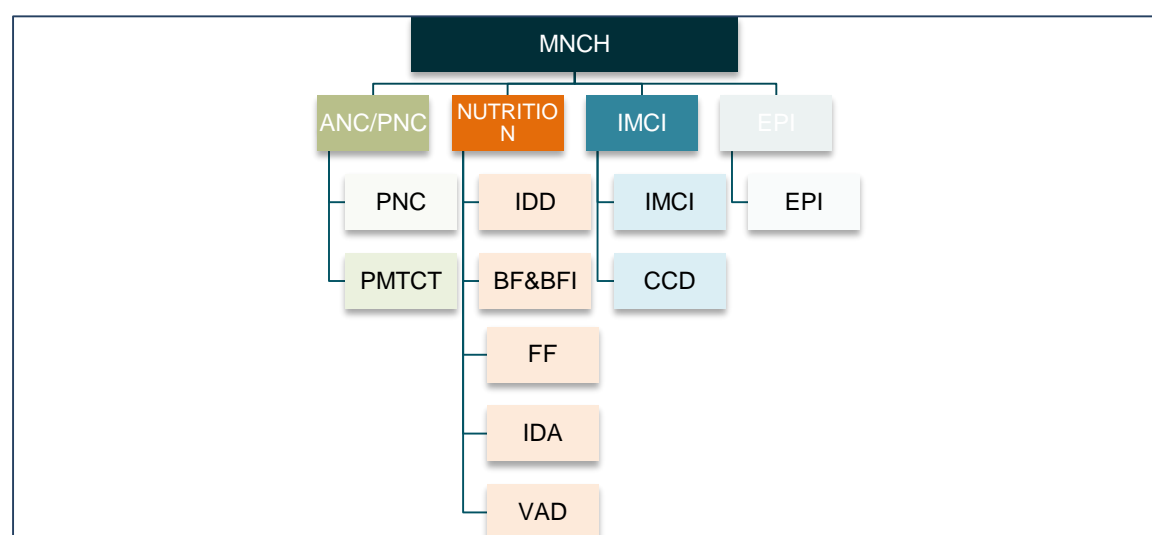 MNCH
ANC/PNC
NUTRITIO
N
IMCI
EPI
PNC
IDD
IMCI
EPI
PMTCT
BF&BFI
CCD
FF
IDA
VAD